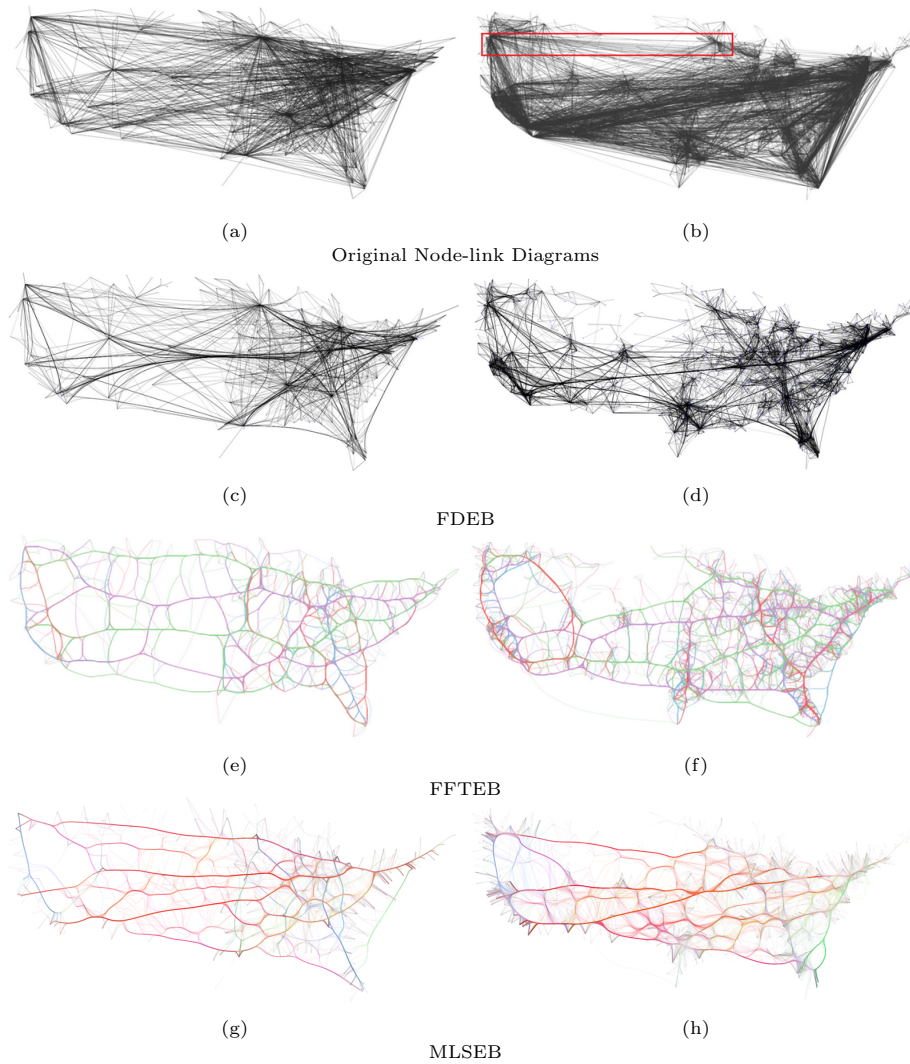 (a) (b)
Original Node-link Diagrams
(c) (d)
FDEB
(e) (f)
FFTEB
(g) (h)
MLSEB